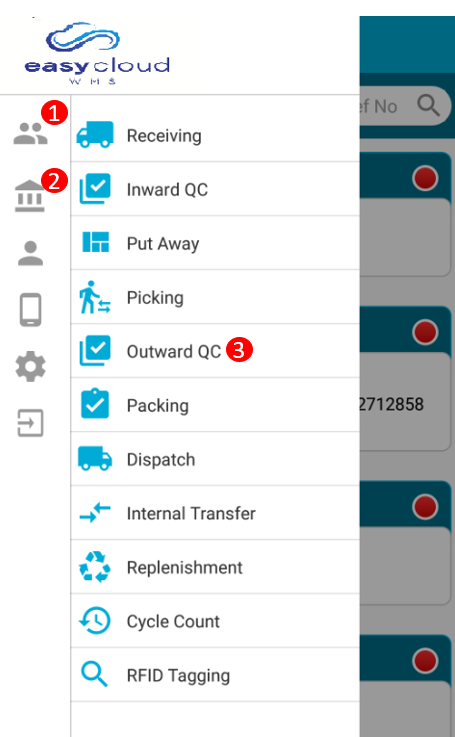 easycloud
W M S
1
ef No
Receiving
2
Inward QC
Put Away
Picking
Outward QC 3
Packing
2712858
Dispatch
Internal Transfer
Replenishment
Cycle Count
RFID Tagging